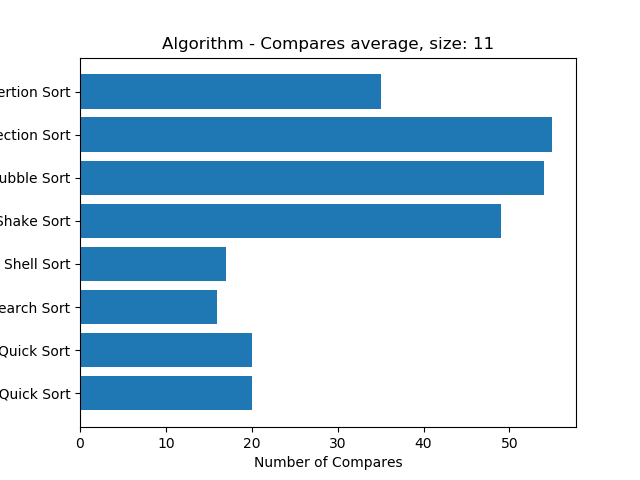 Algorithm - Compares average, size: 11
ertion Sort
ection Sort
ubble Sort
Shake Sort
Shell Sort
earch Sort
Quick Sort
Quick Sort
0 10 20 30 40 50
Number of Compares